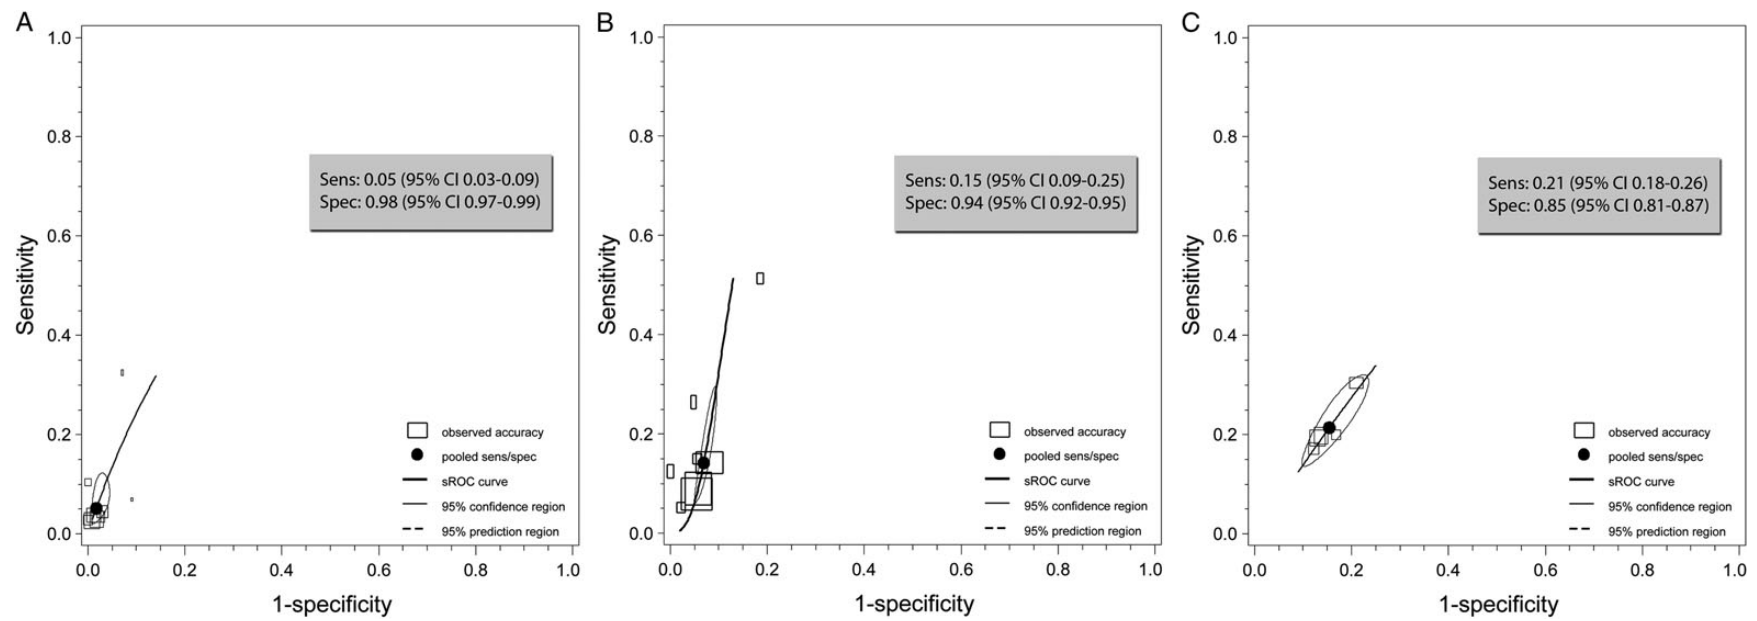 A
1.0
0.8
0.6
0.4
0.2
0.0
Sensitivity
Sens: 0.05 (95% CI 0.03-0.09)
Spec: 0.98 (95% CI 0.97-0.99)
observed accuracy
pooled sens/spec
sROC curve
95% confidence region
95% prediction region
0.0 0.2 0.4 0.6 0.8 1.0
1-specificity
B
1.0
0.8
0.6
0.4
0.2
0.0
Sensitivity
Sens: 0.15 (95% CI 0.09-0.25)
Spec: 0.94 (95% CI 0.92-0.95)
observed accuracy
pooled sens/spec
sROC curve
95% confidence region
95% prediction region
0.0 0.2 0.4 0.6 0.8 1.0
1-specificity
C
1.0
0.8
0.6
0.4
0.2
0.0
Sensitivity
Sens: 0.21 (95% CI 0.18-0.26)
Spec: 0.85 (95% CI 0.81-0.87)
observed accuracy
pooled sens/spec
sROC curve
95% confidence region
95% prediction region
0.0 0.2 0.4 0.6 0.8 1.0
1-specificity